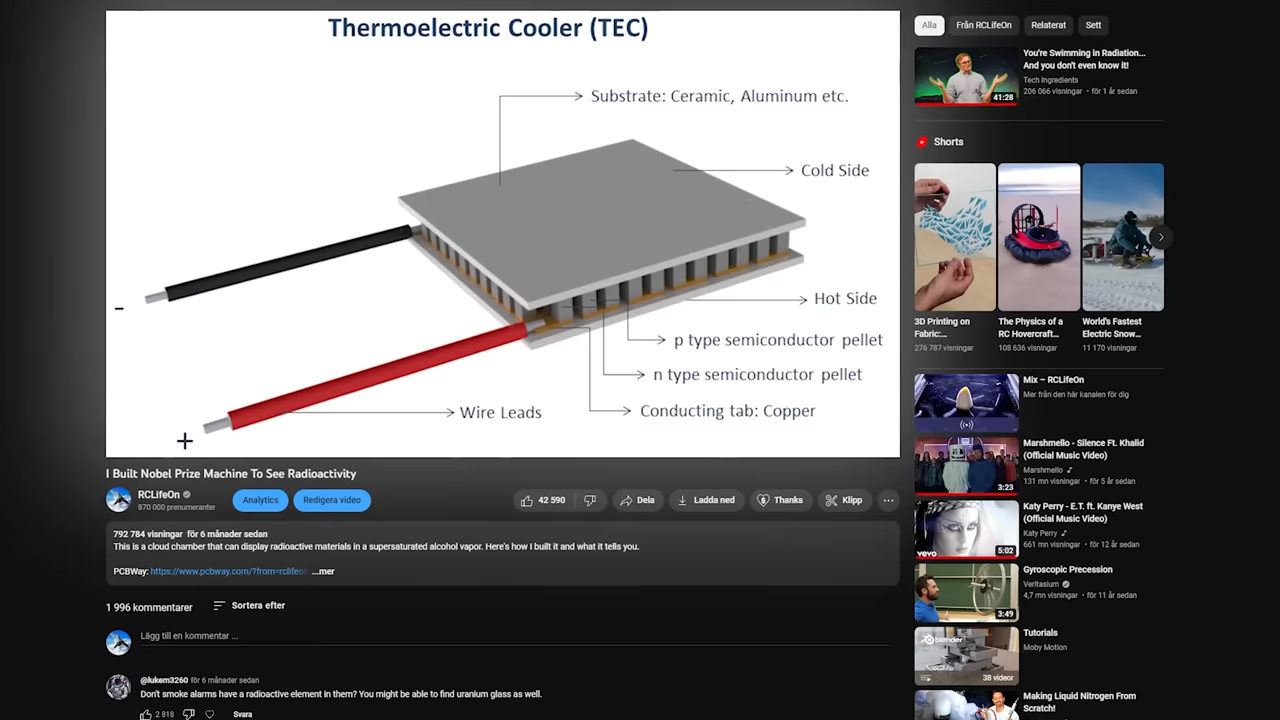 Thermoelectric Cooler (TEC)
Substrate: Ceramic, Aluminum etc.
Cold Side
Hot Side
p type semiconductor pellet
n type semiconductor pellet
Conducting tab: Copper
Wire Leads
-
+
I Built Nobel Prize Machine To See Radioactivity
RCLifeOn
870 000 prenumeranter
Analytics
Redigera video
42 590
Dela
Ladda ned
Thanks
Klipp
792 784 visningar för 6 månader sedan
This is a cloud chamber that can display radioactive materials in a supersaturated alcohol vapor. Here's how I built it and what it tells you.
PCBWay: https://www.pcbway.com/?from=rclifeo ...mer
1 996 kommentarer
Sortera efter
Lägg till en kommentar ...
@lukem3260 för 6 månader sedan
Don't smoke alarms have a radioactive element in them? You might be able to find uranium glass as well.
2 818
Svara
Alla
Från RCLifeOn
Relaterat
Sett
You're Swimming in Radiation...
And you don't even know it!
Tech Ingredients
206 066 visningar • för 1 år sedan
41:28
Shorts
3D Printing on
Fabric:...
276 787 visningar
The Physics of a
RC Hovercraft...
108 636 visningar
World's Fastest
Electric Snow...
11 170 visningar
Mix – RCLifeOn
Mer från den här kanalen för dig
Marshmello - Silence Ft. Khalid
(Official Music Video)
Marshmello
131 mn visningar • för 5 år sedan
3:23
Katy Perry - E.T. ft. Kanye West
(Official Music Video)
Katy Perry
661 mn visningar • för 12 år sedan
vevo
5:02
Gyroscopic Precession
Veritasium
4,7 mn visningar • för 11 år sedan
3:49
Tutorials
Moby Motion
blender
38 videor
Making Liquid Nitrogen From
Scratch!